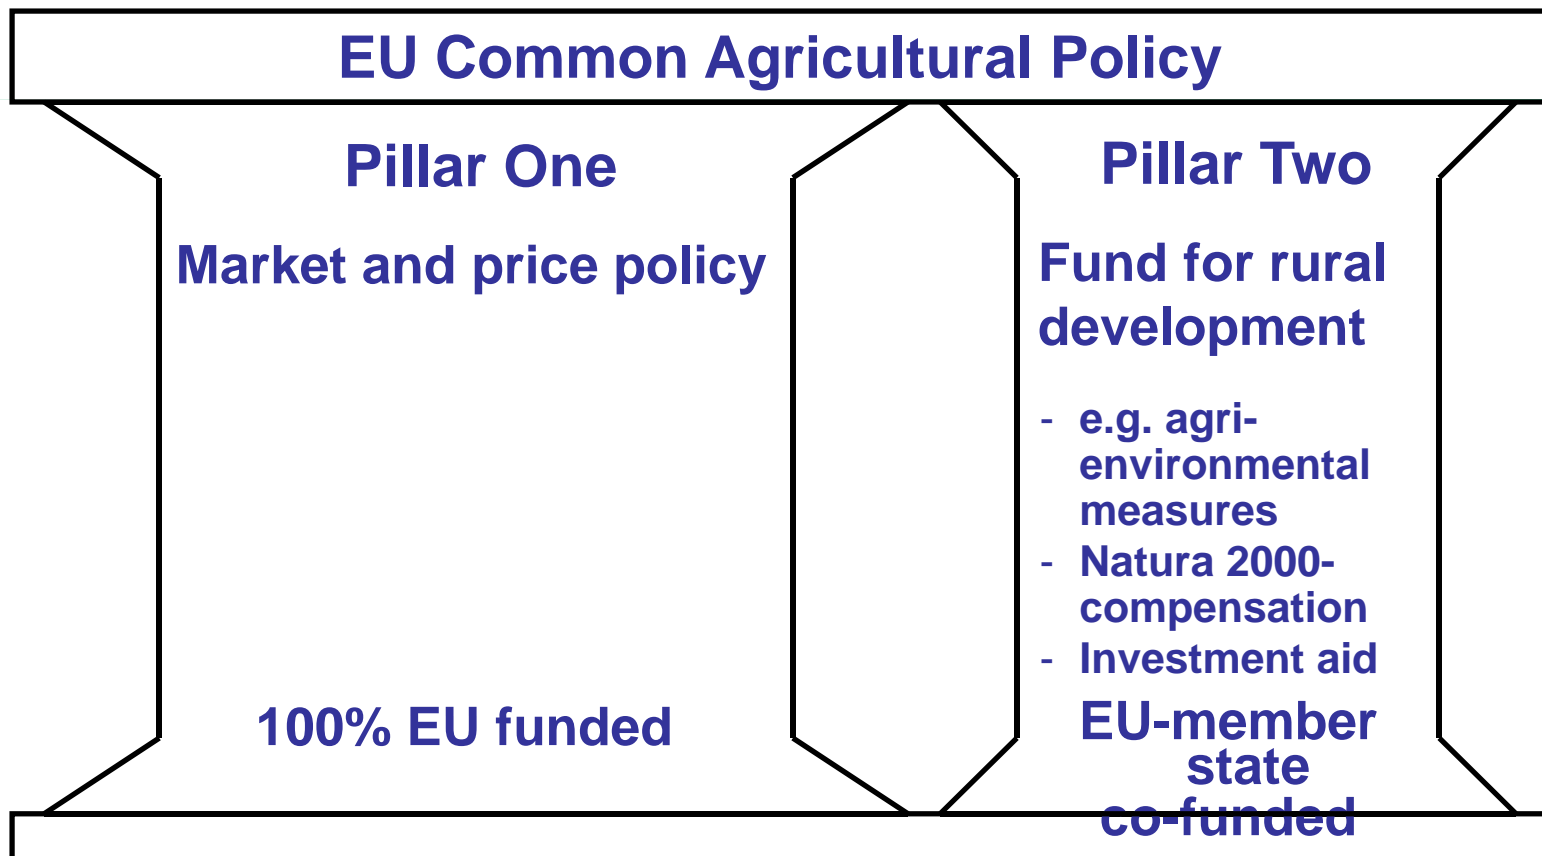 EU Common Agricultural Policy
Pillar One
Market and price policy
100% EU funded
Pillar Two
Fund for rural
development
- e.g. agri-
environmental
measures
- Natura 2000-
compensation
- Investment aid
EU-member
state
co-funded